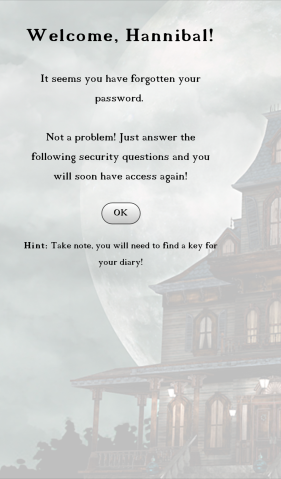 Welcome, Hannibal!
It seems you have forgotten your
password.
Not a problem! Just answer the
following security questions and you
will soon have access again!
OK
Hint: Take note, you will need to find a key for
your diary!